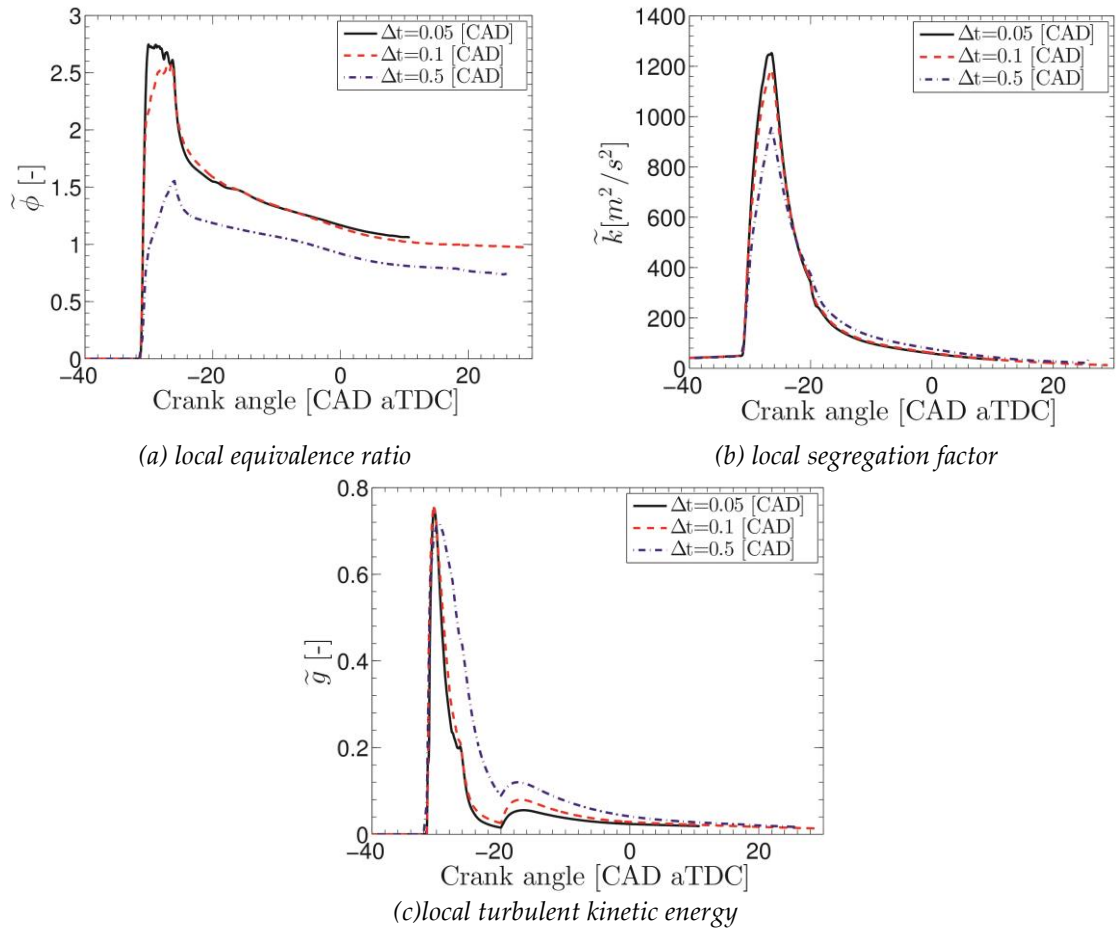 3
2.5
2
1.5
1
0.5
0
−40
−20
0
20
φ̃ [-]
Crank angle [CAD aTDC]
Δt=0.05 [CAD]
Δt=0.1 [CAD]
Δt=0.5 [CAD]
(a) local equivalence ratio
1400
1200
1000
800
600
400
200
0
−40
−20
0
20
k̃[m²/s²]
Crank angle [CAD aTDC]
Δt=0.05 [CAD]
Δt=0.1 [CAD]
Δt=0.5 [CAD]
(b) local segregation factor
0.8
0.6
0.4
0.2
0
−40
−20
0
20
g̃ [-]
Crank angle [CAD aTDC]
Δt=0.05 [CAD]
Δt=0.1 [CAD]
Δt=0.5 [CAD]
(c)local turbulent kinetic energy